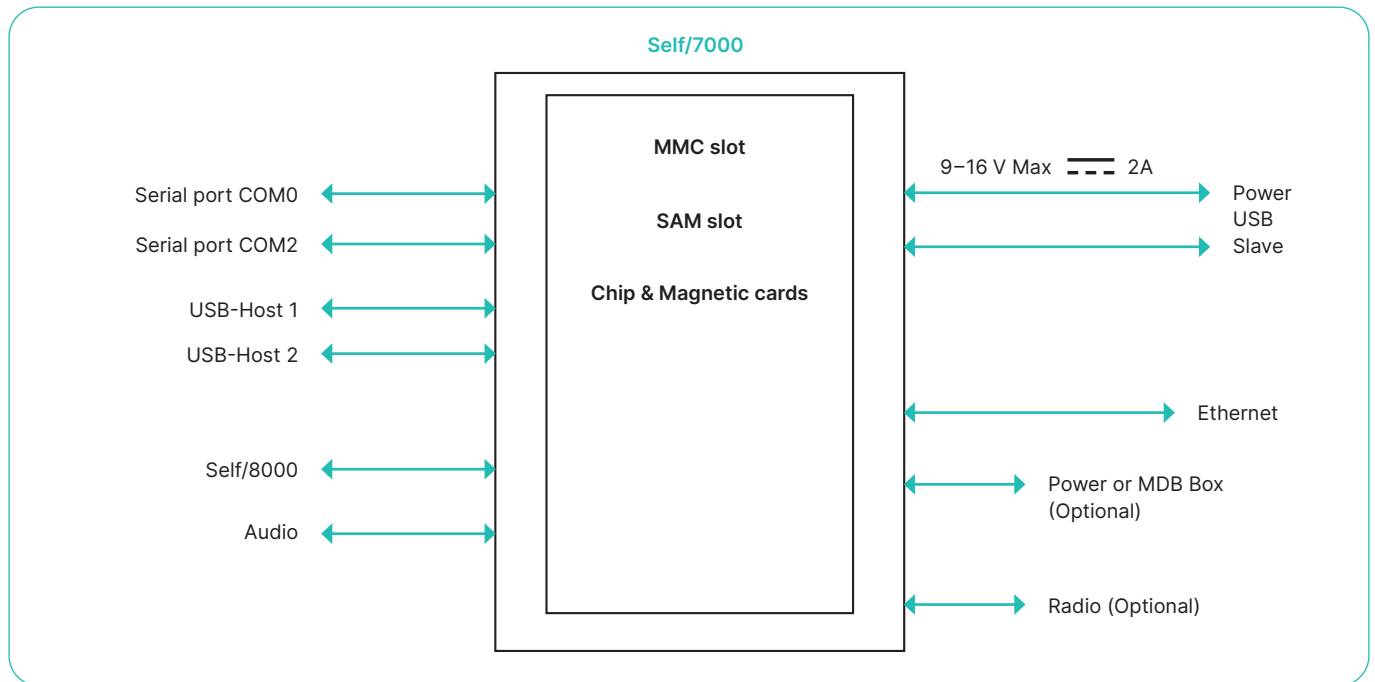 Self/7000
MMC slot
SAM slot
Chip & Magnetic cards
Serial port COM0
Serial port COM2
USB-Host 1
USB-Host 2
Self/8000
Audio
9–16 V Max 2A
Power
USB
Slave
Ethernet
Power or MDB Box
(Optional)
Radio (Optional)